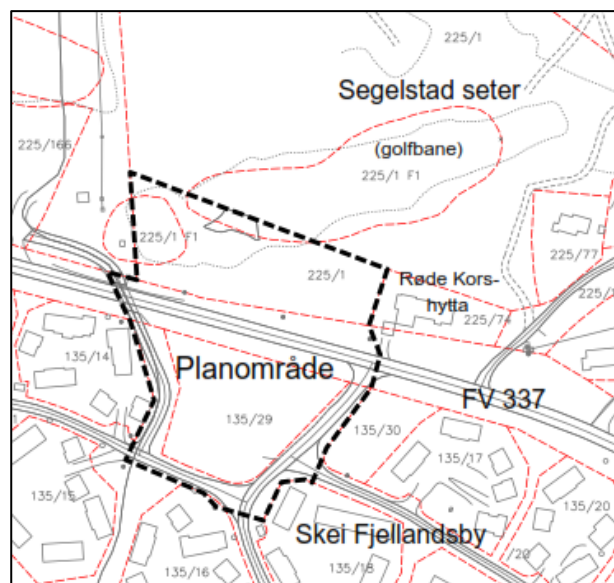 225/1
Segelstad seter
225/166
(golfbane)
225/1 F1
225/1 F1
225/77
225/1
Røde Kors-
hytta
225/74
135/14
Planområde
FV 337
135/29
135/30
135/17
135/15
135/20
Skei Fjellandsby
135/16
135/18
/20